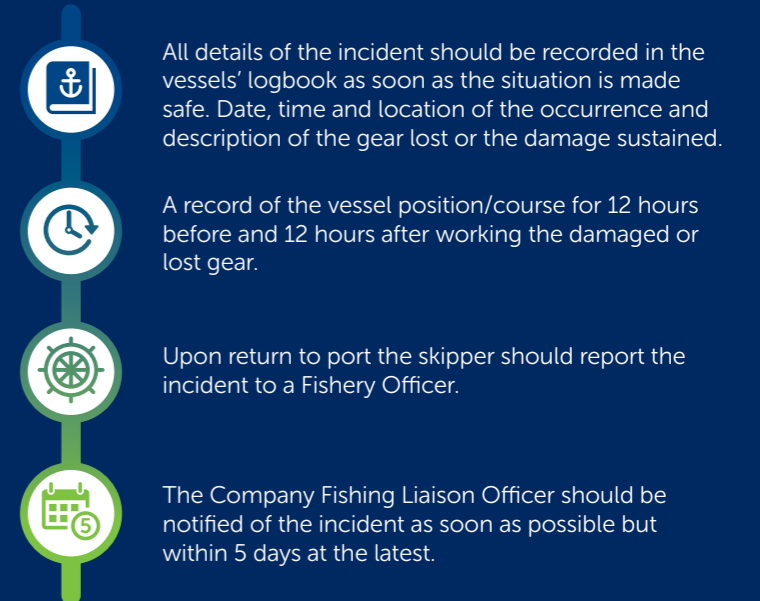 All details of the incident should be recorded in the
vessels’ logbook as soon as the situation is made
safe. Date, time and location of the occurrence and
description of the gear lost or the damage sustained.
A record of the vessel position/course for 12 hours
before and 12 hours after working the damaged or
lost gear.
Upon return to port the skipper should report the
incident to a Fishery Officer.
5
The Company Fishing Liaison Officer should be
notified of the incident as soon as possible but
within 5 days at the latest.